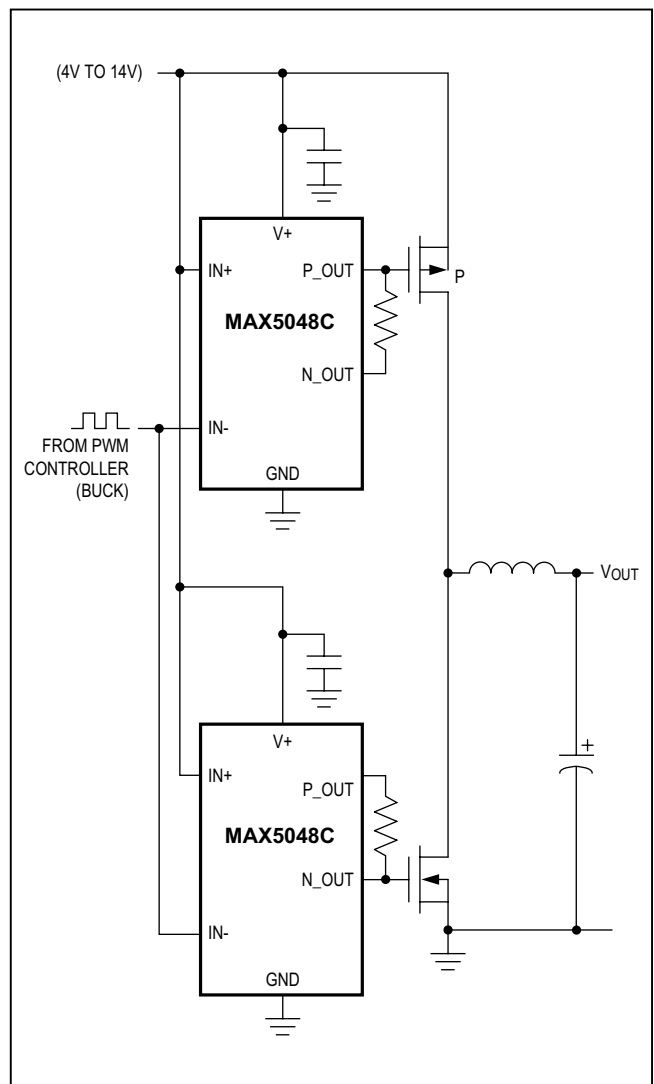 (4V TO 14V)
V+
IN+
P_OUT
P
MAX5048C
N_OUT
IN-
FROM PWM
CONTROLLER
(BUCK)
GND
VOUT
V+
IN+
P_OUT
MAX5048C
N_OUT
IN-
GND
+